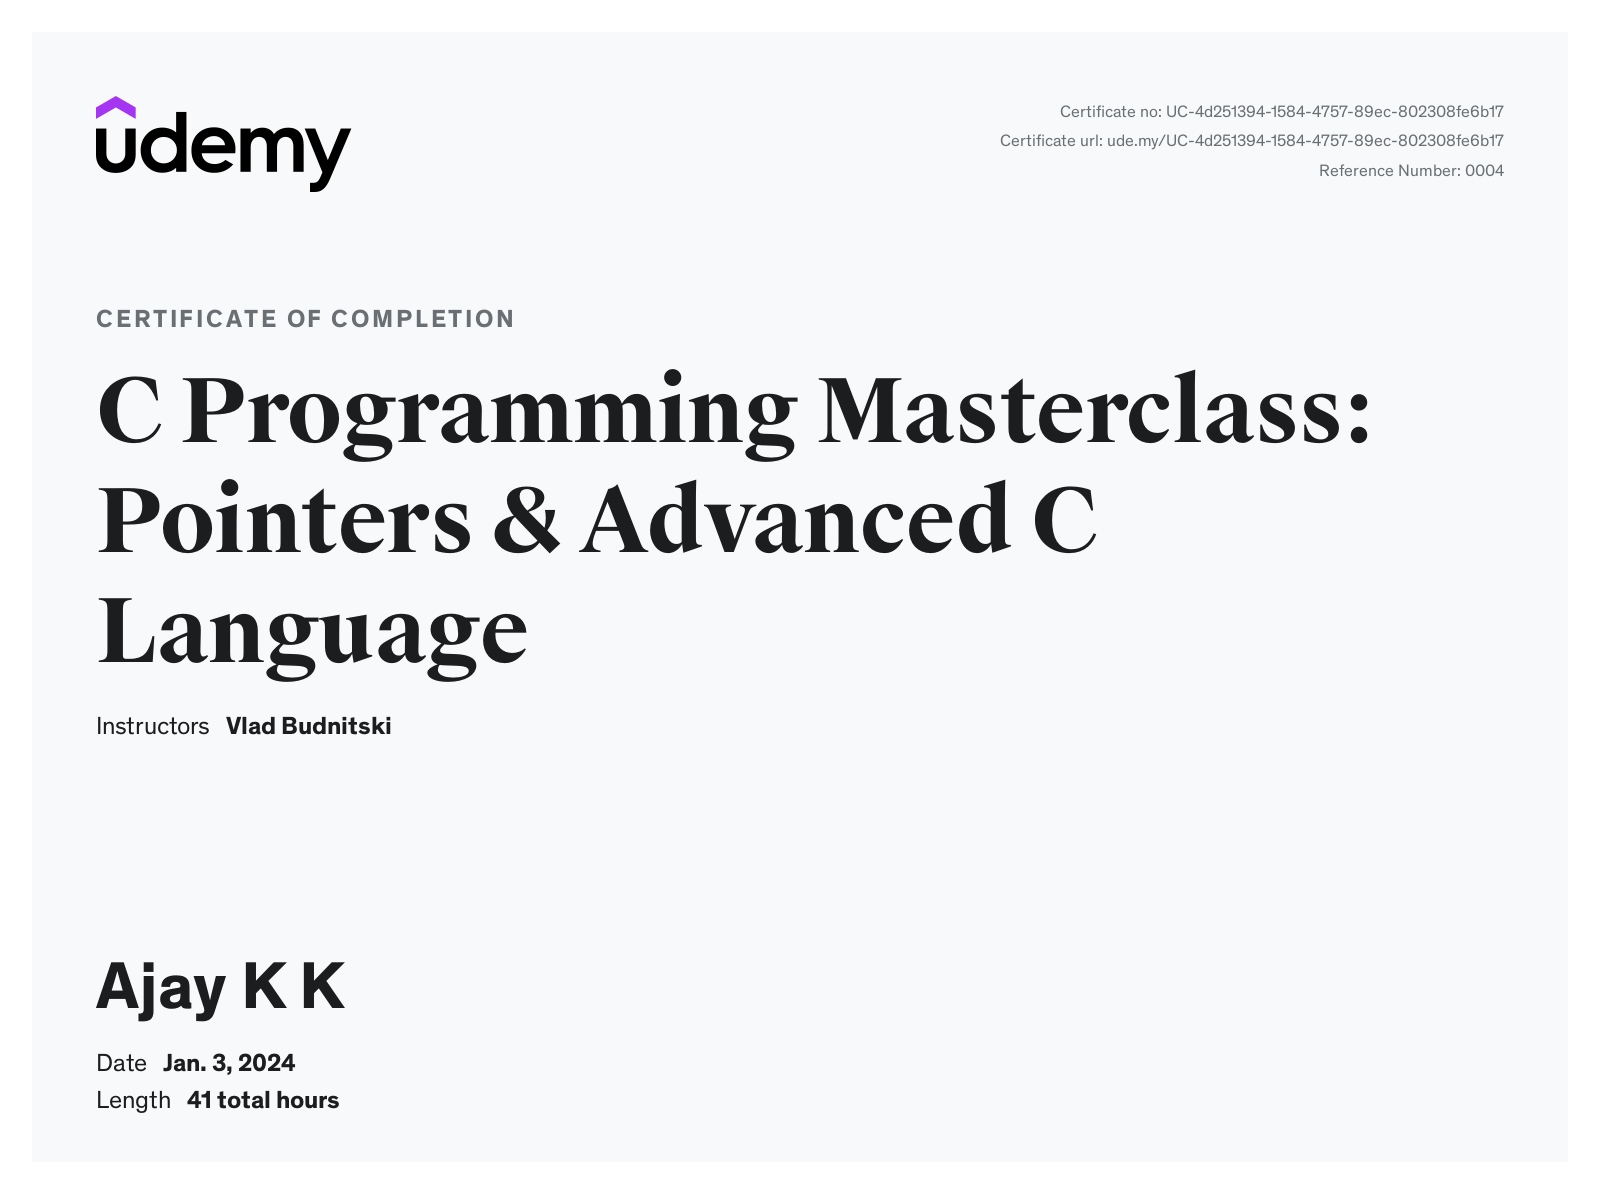 udemy
Certificate no: UC-4d251394-1584-4757-89ec-802308fe6b17
Certificate url: ude.my/UC-4d251394-1584-4757-89ec-802308fe6b17
Reference Number: 0004
CERTIFICATE OF COMPLETION
C Programming Masterclass:
Pointers & Advanced C
Language
Instructors Vlad Budnitski
Ajay K K
Date Jan. 3, 2024
Length 41 total hours